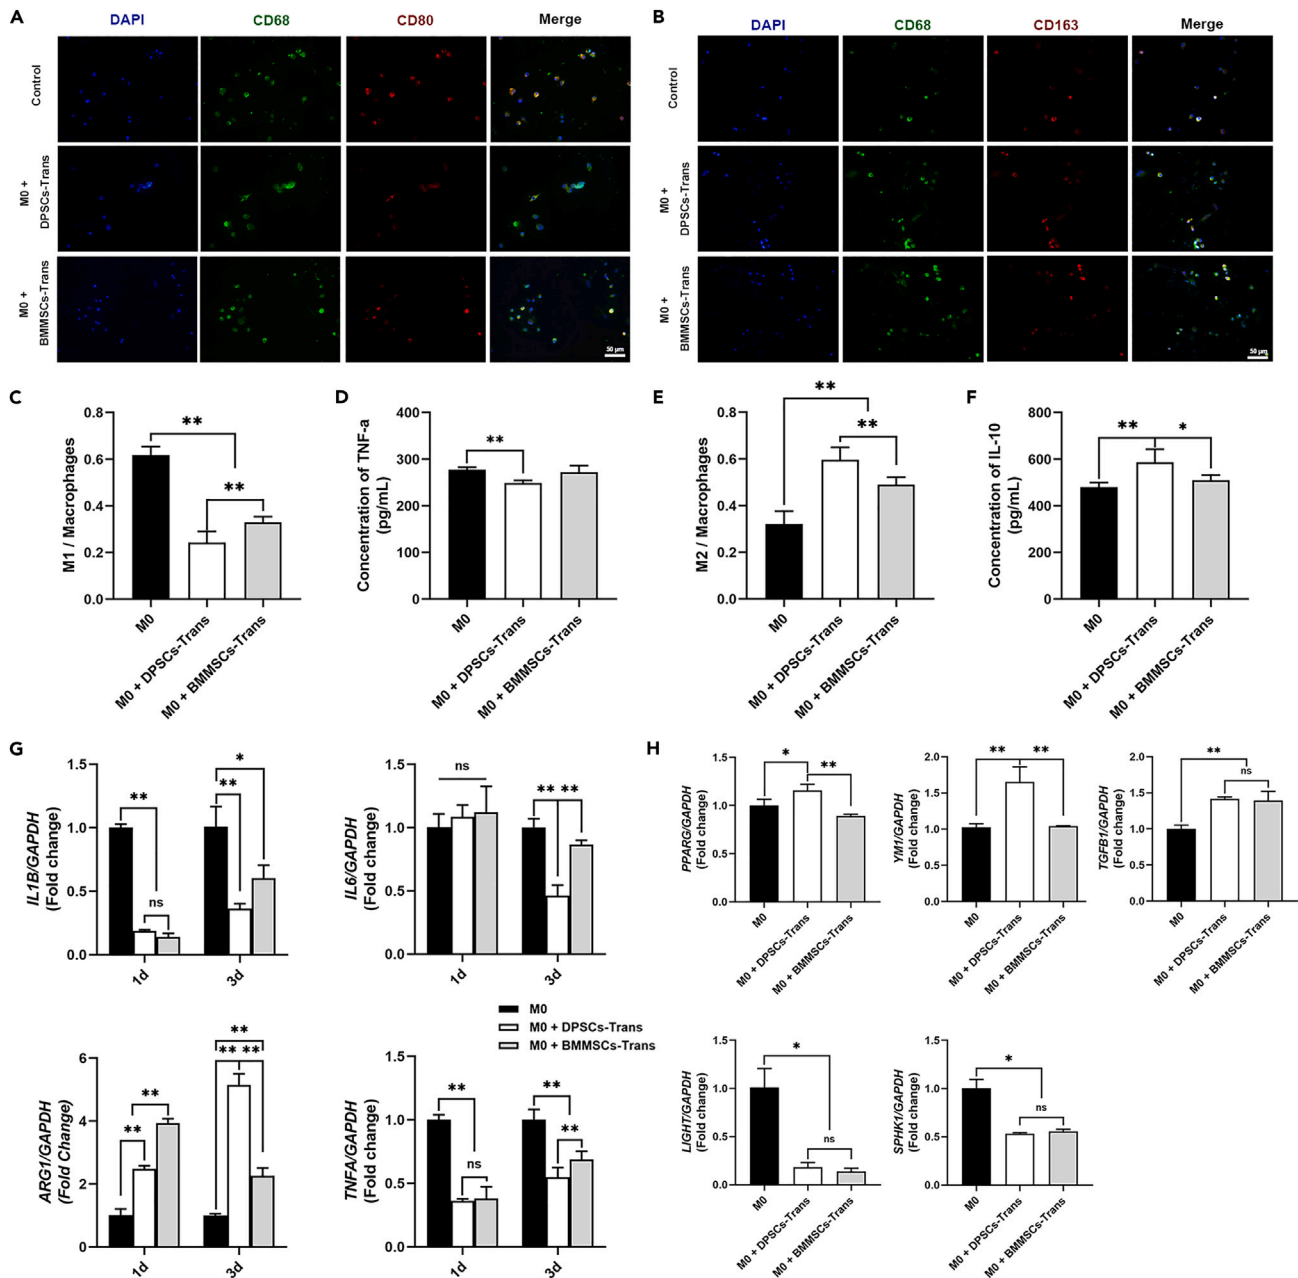 A
DAPI
CD68
CD80
Merge
Control
M0 +
DPSCs-Trans
M0 +
BMMSCs-Trans
50 μm
B
DAPI
CD68
CD163
Merge
Control
M0 +
DPSCs-Trans
M0 +
BMMSCs-Trans
50 μm
C
M1 / Macrophages
0.8
0.6
0.4
0.2
0.0
**
**
M0
M0 + DPSCs-Trans
M0 + BMMSCs-Trans
D
Concentration of TNF-a
(pg/mL)
400
300
200
100
0
**
M0
M0 + DPSCs-Trans
M0 + BMMSCs-Trans
E
M2 / Macrophages
0.8
0.6
0.4
0.2
0.0
**
**
M0
M0 + DPSCs-Trans
M0 + BMMSCs-Trans
F
Concentration of IL-10
(pg/mL)
800
600
400
200
0
**
*
M0
M0 + DPSCs-Trans
M0 + BMMSCs-Trans
G
IL1B/GAPDH
(Fold change)
1.5
1.0
0.5
0.0
**
ns
*
**
1d
3d
IL6/GAPDH
(Fold change)
1.5
1.0
0.5
0.0
ns
** **
1d
3d
ARG1/GAPDH
(Fold Change)
6
4
2
0
**
**
**
** **
1d
3d
M0
M0 + DPSCs-Trans
M0 + BMMSCs-Trans
TNFA/GAPDH
(Fold change)
1.5
1.0
0.5
0.0
**
ns
**
**
1d
3d
H
PPARG/GAPDH
(Fold change)
1.5
1.0
0.5
0.0
*
**
M0
M0 + DPSCs-Trans
M0 + BMMSCs-Trans
YM1/GAPDH
(Fold change)
2.0
1.5
1.0
0.5
0.0
**
**
M0
M0 + DPSCs-Trans
M0 + BMMSCs-Trans
TGFB1/GAPDH
(Fold change)
2.0
1.5
1.0
0.5
0.0
**
ns
M0
M0 + DPSCs-Trans
M0 + BMMSCs-Trans
LIGHT/GAPDH
(Fold change)
1.5
1.0
0.5
0.0
*
ns
M0
M0 + DPSCs-Trans
M0 + BMMSCs-Trans
SPHK1/GAPDH
(Fold change)
1.5
1.0
0.5
0.0
*
ns
M0
M0 + DPSCs-Trans
M0 + BMMSCs-Trans